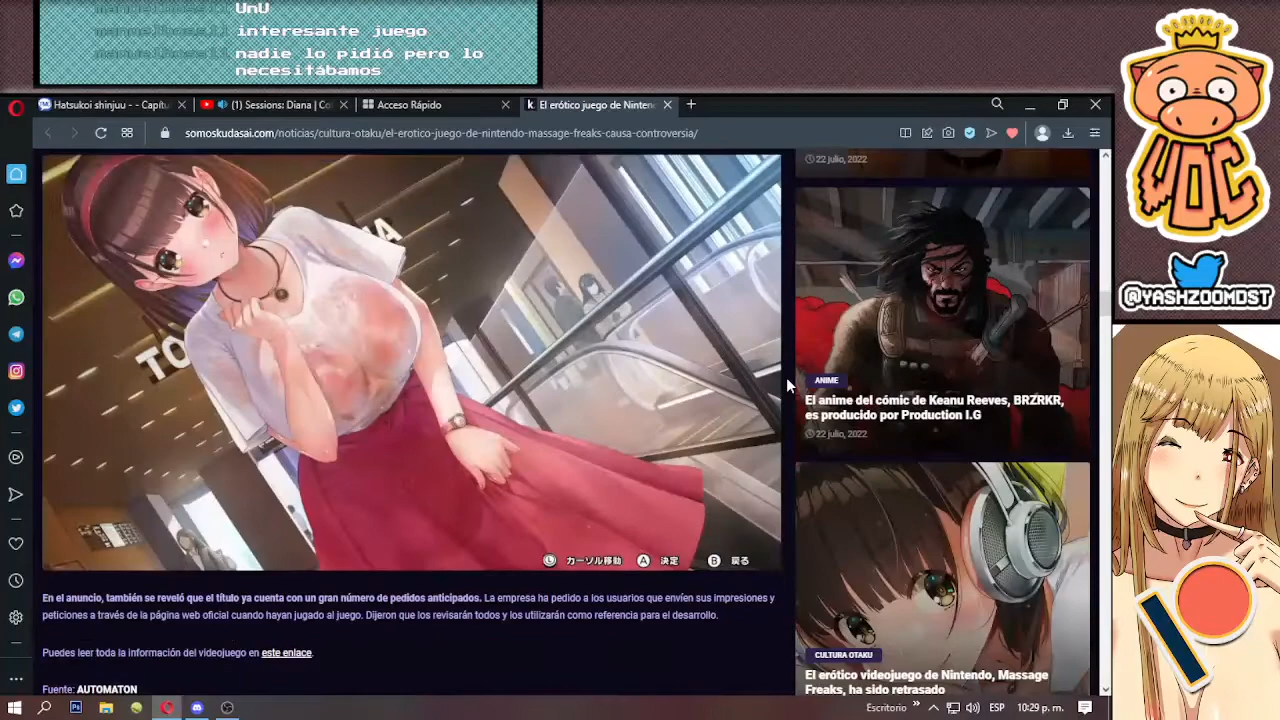 UnU
interesante juego
nadie lo pidió pero lo
necesitábamos
Hatsukoi shinjuu - - Capítu
(1) Sessions: Diana | Co
Acceso Rápido
El erótico juego de Ninten
somoskudasai.com/noticias/cultura-otaku/el-erotico-juego-de-nintendo-massage-freaks-causa-controversia/
22 julio, 2022
ANIME
El anime del cómic de Keanu Reeves, BRZRKR,
es producido por Production I.G
22 julio, 2022
CULTURA OTAKU
El erótico videojuego de Nintendo, Massage
Freaks, ha sido retrasado
TO
A
L カーソル移動 A 決定 B 戻る
En el anuncio, también se reveló que el título ya cuenta con un gran número de pedidos anticipados. La empresa ha pedido a los usuarios que envíen sus impresiones y
peticiones a través de la página web oficial cuando hayan jugado al juego. Dijeron que los revisarán todos y los utilizarán como referencia para el desarrollo.
Puedes leer toda la información del videojuego en este enlace.
Fuente: AUTOMATON
WOC
@YASHZOOMDST
Escritorio
ESP
10:29 p. m.